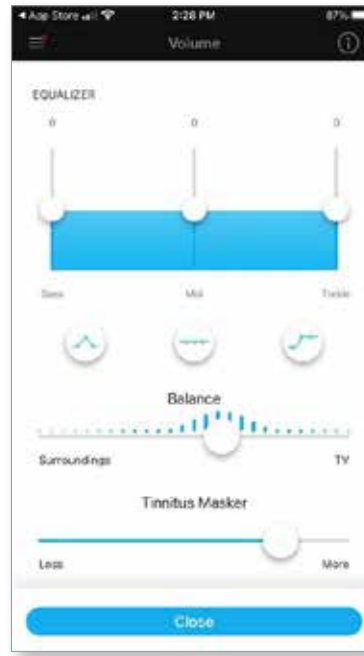 App Store 2:28 PM 87%
Volume
EQUALIZER
0 0 0
Bass Mid Treble
Balance
Surroundings TV
Tinnitus Masker
Less More
Close